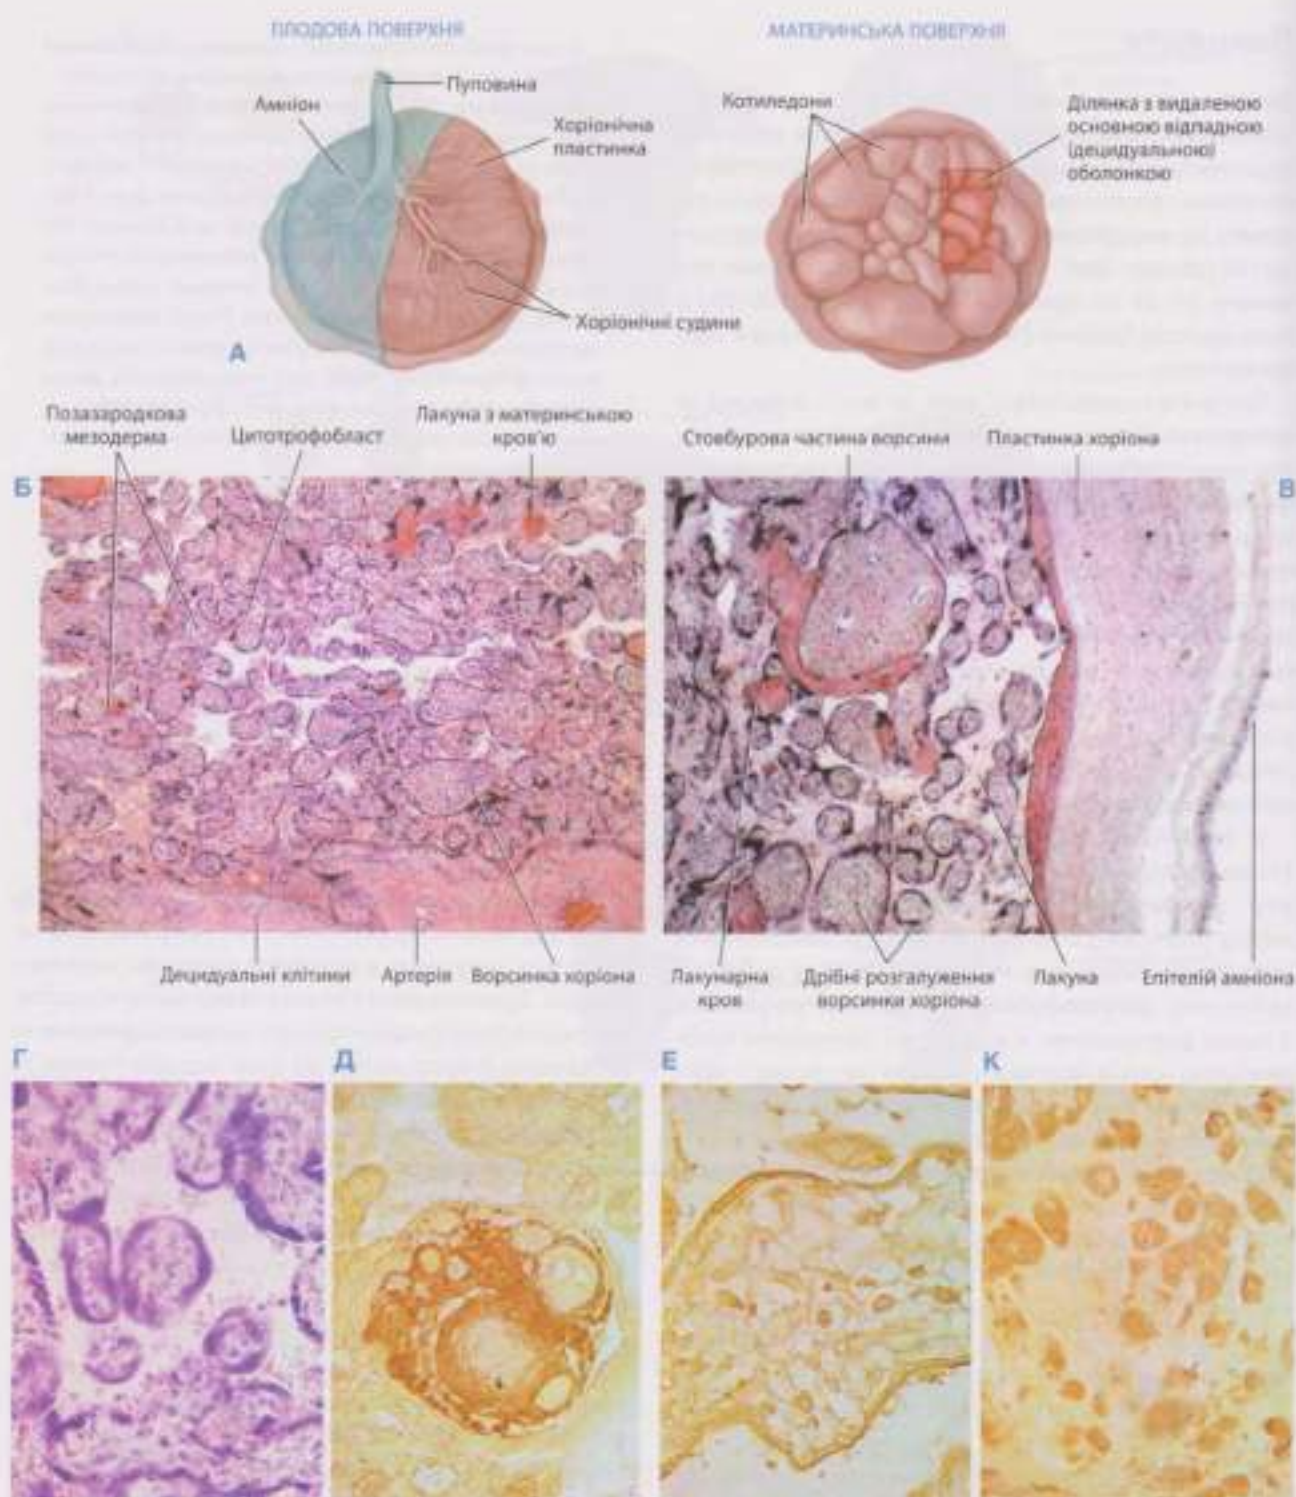 ПЛОДОВА ПОВЕРХНЯ
МАТЕРИНСЬКА ПОВЕРХНЯ
Амніон
Пуповина
Хоріонічна
пластинка
Хоріонічні судини
Котиледони
Ділянка з видаленою
основною відпадною
(децидуальною)
оболонкою
А
Позазародкова
мезодерма
Цитотрофобласт
Лакуна з материнською
кров'ю
Стовбурова частина ворсини
Пластинка хоріона
Б
В
Децидуальні клітини
Артерія
Ворсинка хоріона
Лакунарна
кров
Дрібні розгалуження
ворсинки хоріона
Лакуна
Епітелій амніона
Г
Д
Е
К